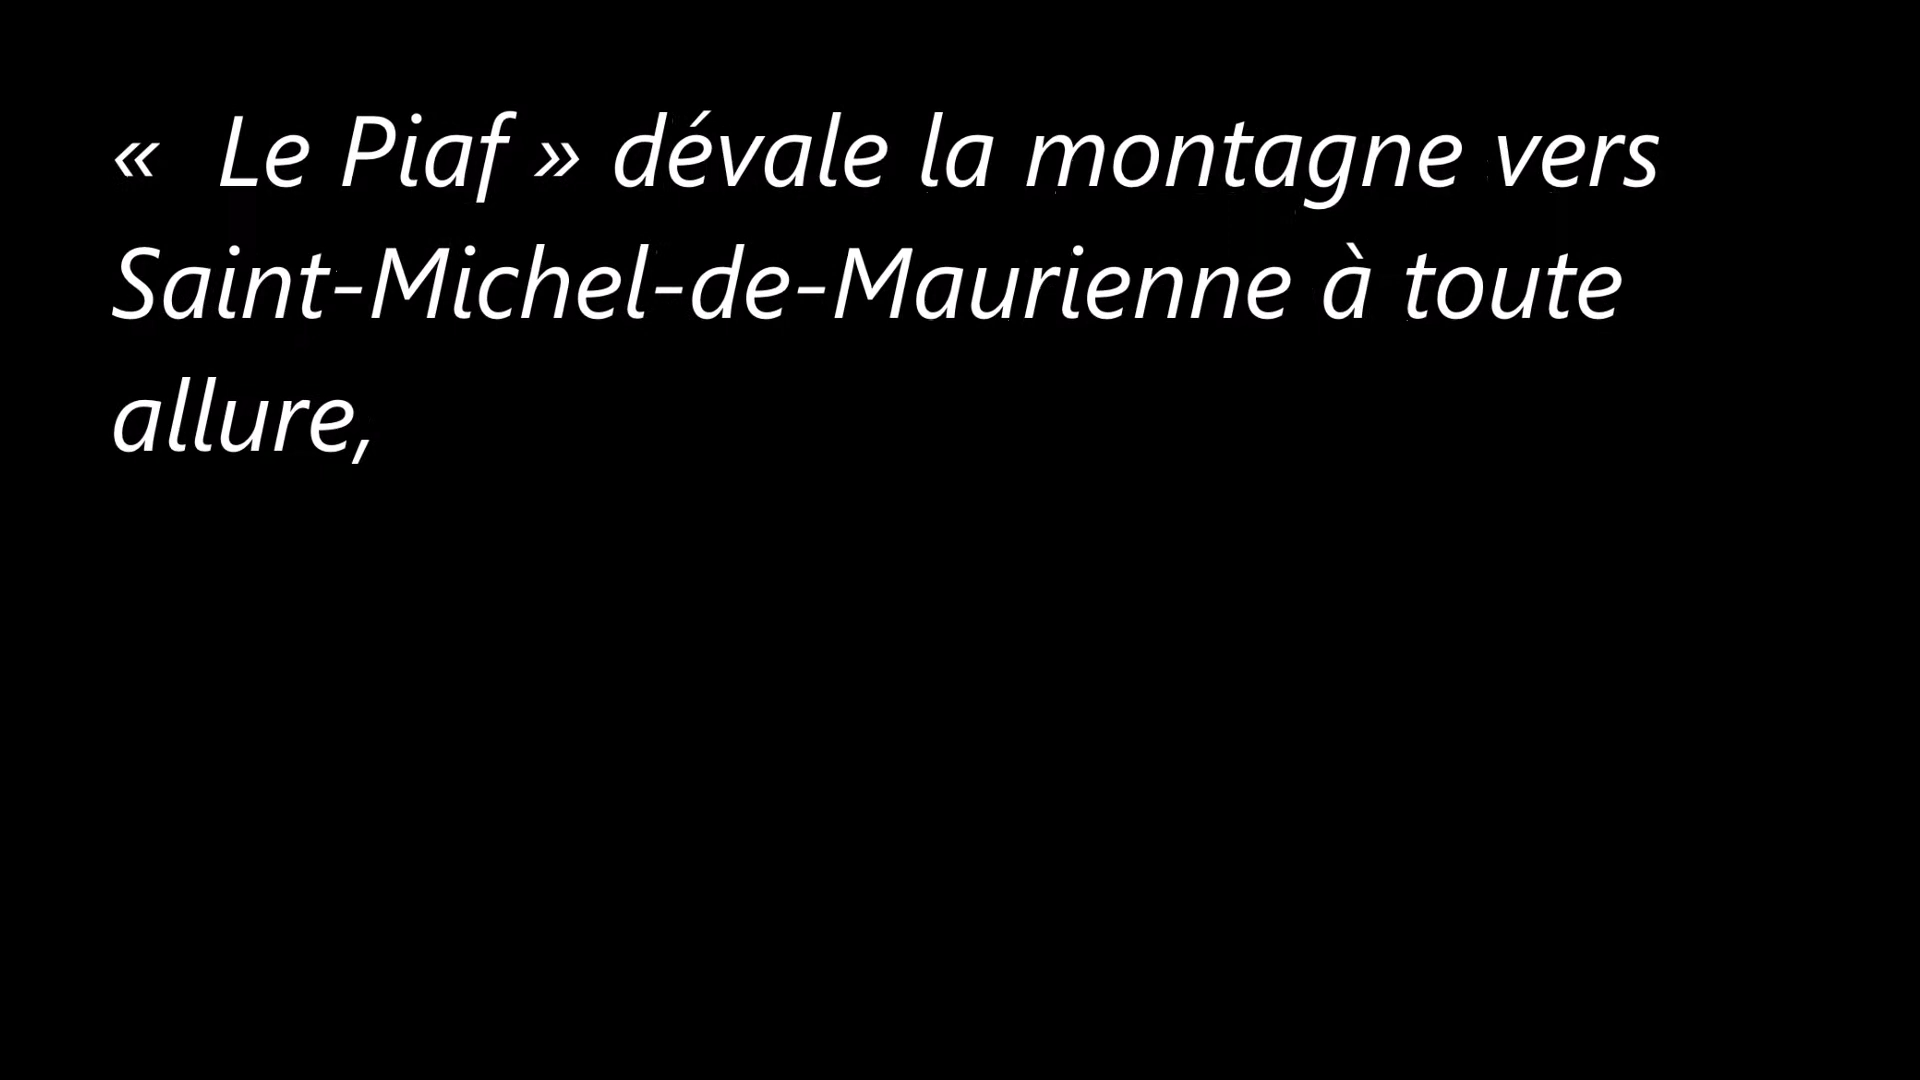 «  Le Piaf » dévale la montagne vers
Saint-Michel-de-Maurienne à toute
allure,